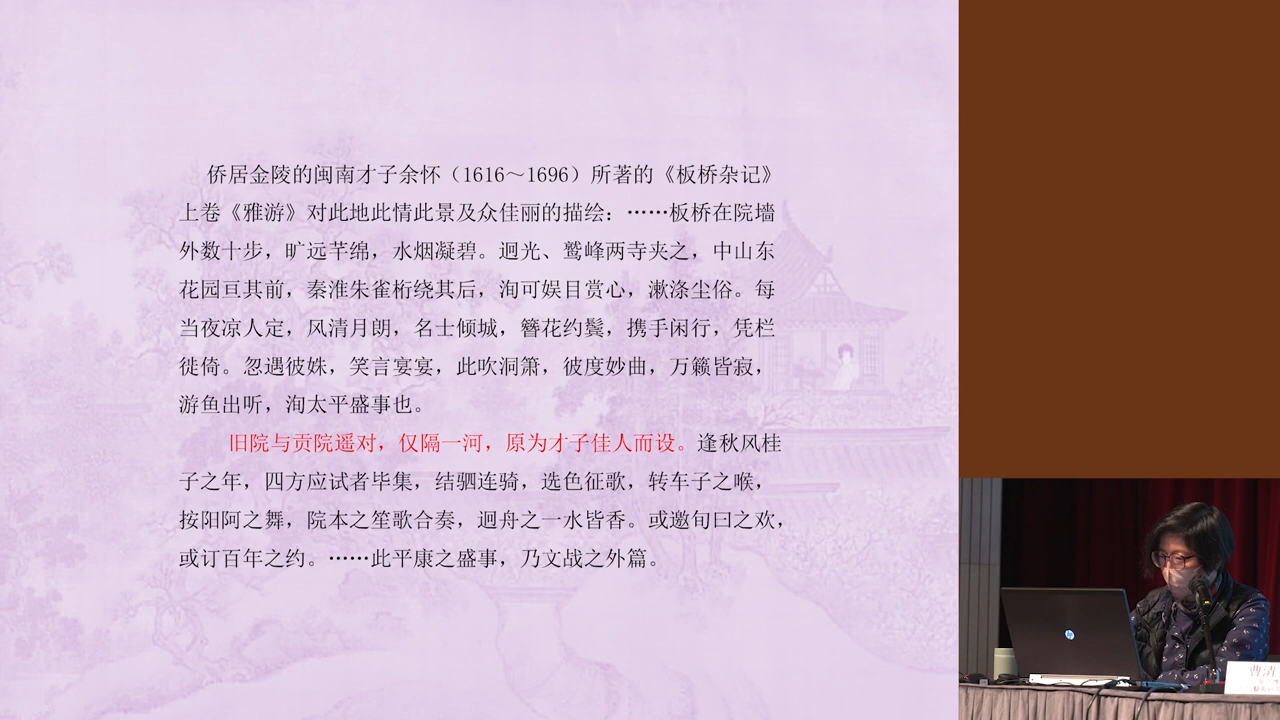 侨居金陵的闽南才子余怀（1616～1696）所著的《板桥杂记》
上卷《雅游》对此地此情此景及众佳丽的描绘：……板桥在院墙
外数十步，旷远芊绵，水烟凝碧。迥光、鹫峰两寺夹之，中山东
花园亘其前，秦淮朱雀桁绕其后，洵可娱目赏心，漱涤尘俗。每
当夜凉人定，风清月朗，名士倾城，簪花约鬓，携手闲行，凭栏
徙倚。忽遇彼姝，笑言宴宴，此吹洞箫，彼度妙曲，万籁皆寂，
游鱼出听，洵太平盛事也。
旧院与贡院遥对，仅隔一河，原为才子佳人而设。逢秋风桂
子之年，四方应试者毕集，结驷连骑，选色征歌，转车子之喉，
按阳阿之舞，院本之笙歌合奏，迥舟之一水皆香。或邀旬曰之欢，
或订百年之约。……此平康之盛事，乃文战之外篇。
hp
曹清